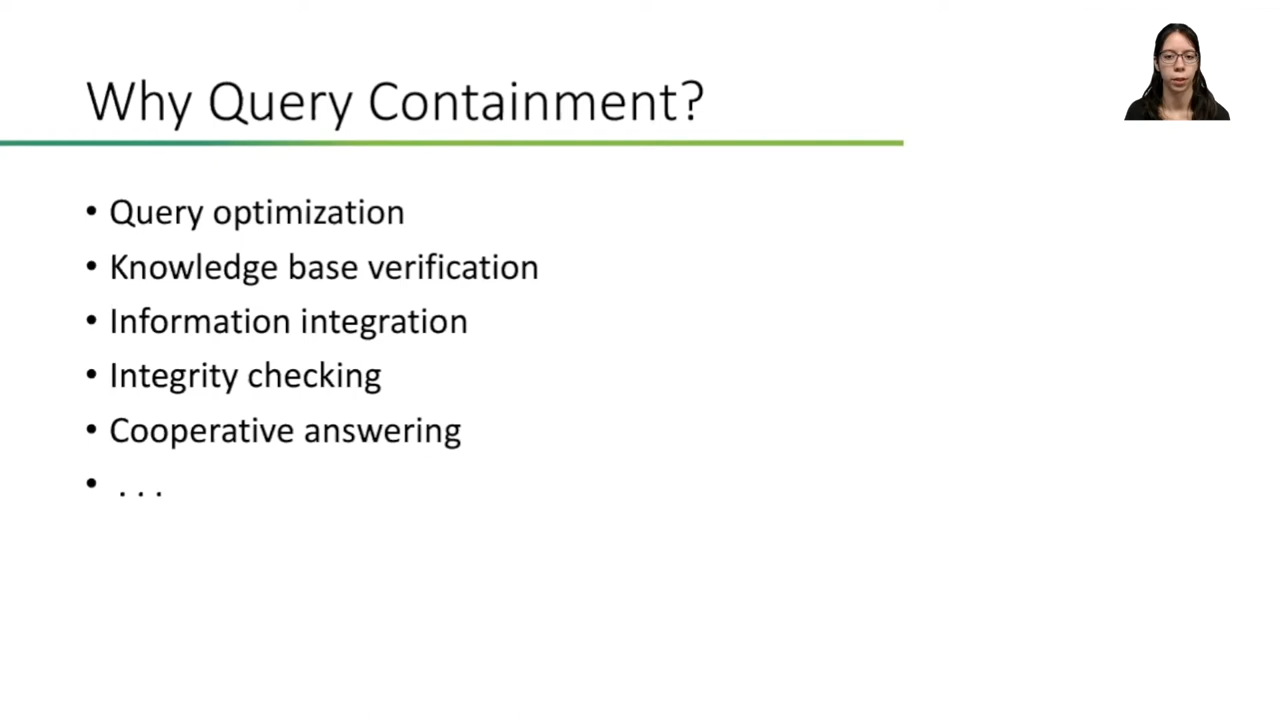 Why Query Containment?
• Query optimization
• Knowledge base verification
• Information integration
• Integrity checking
• Cooperative answering
• . . .